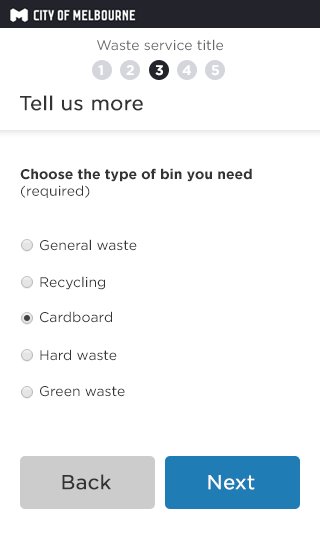 CITY OF MELBOURNE
Waste service title
1 2 3 4 5
Tell us more
Choose the type of bin you need
(required)
General waste
Recycling
Cardboard
Hard waste
Green waste
Back Next